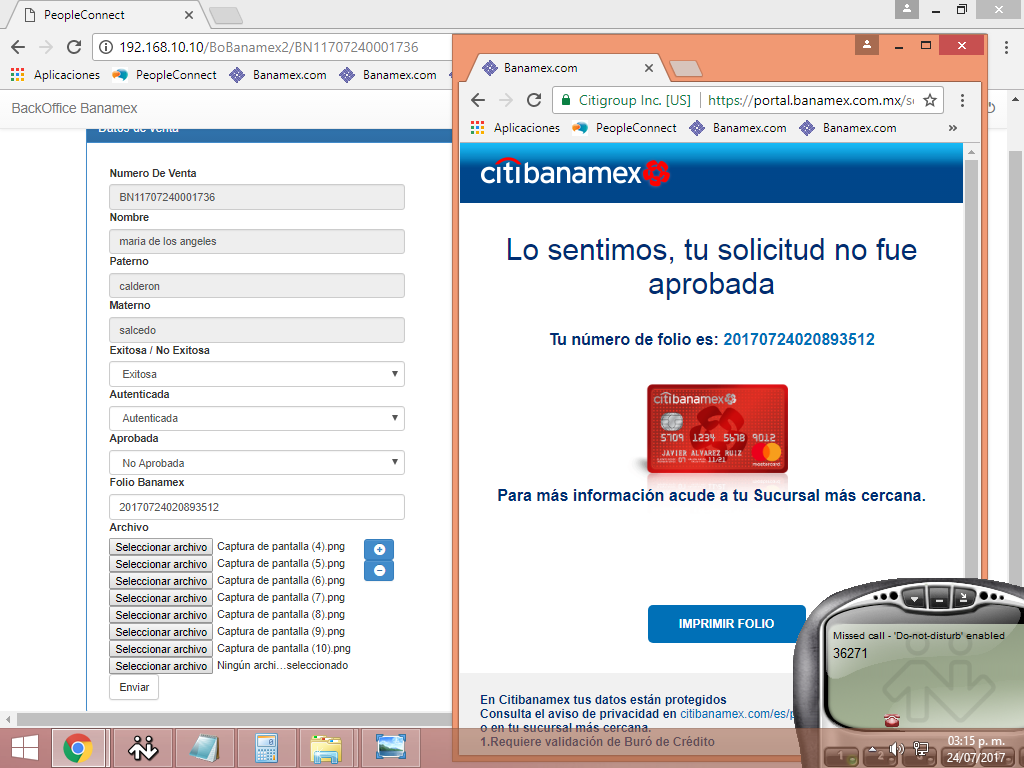 PeopleConnect
192.168.10.10/BoBanamex2/BN11707240001736
Aplicaciones PeopleConnect Banamex.com Banamex.com
BackOffice Banamex
Datos de venta
Numero De Venta
BN11707240001736
Nombre
maria de los angeles
Paterno
calderon
Materno
salcedo
Exitosa / No Exitosa
Exitosa
Autenticada
Autenticada
Aprobada
No Aprobada
Folio Banamex
20170724020893512
Archivo
Seleccionar archivo Captura de pantalla (4).png
Seleccionar archivo Captura de pantalla (5).png
Seleccionar archivo Captura de pantalla (6).png
Seleccionar archivo Captura de pantalla (7).png
Seleccionar archivo Captura de pantalla (8).png
Seleccionar archivo Captura de pantalla (9).png
Seleccionar archivo Captura de pantalla (10).png
Seleccionar archivo Ningún archi...seleccionado
Enviar
Banamex.com
Citigroup Inc. [US] https://portal.banamex.com.mx/s
Aplicaciones PeopleConnect Banamex.com Banamex.com »
citibanamex
Lo sentimos, tu solicitud no fue
aprobada
Tu número de folio es: 20170724020893512
citibanamex
5709 1234 5678 9012
07 11/21
JAVIER ALVAREZ RUIZ
mastercard
Para más información acude a tu Sucursal más cercana.
IMPRIMIR FOLIO
En Citibanamex tus datos están protegidos
Consulta el aviso de privacidad en citibanamex.com/es/p
o en tu sucursal más cercana.
1.Requiere validación de Buró de Crédito
Missed call - 'Do-not-disturb' enabled
36271
1 2 3
03:15 p. m.
24/07/2017